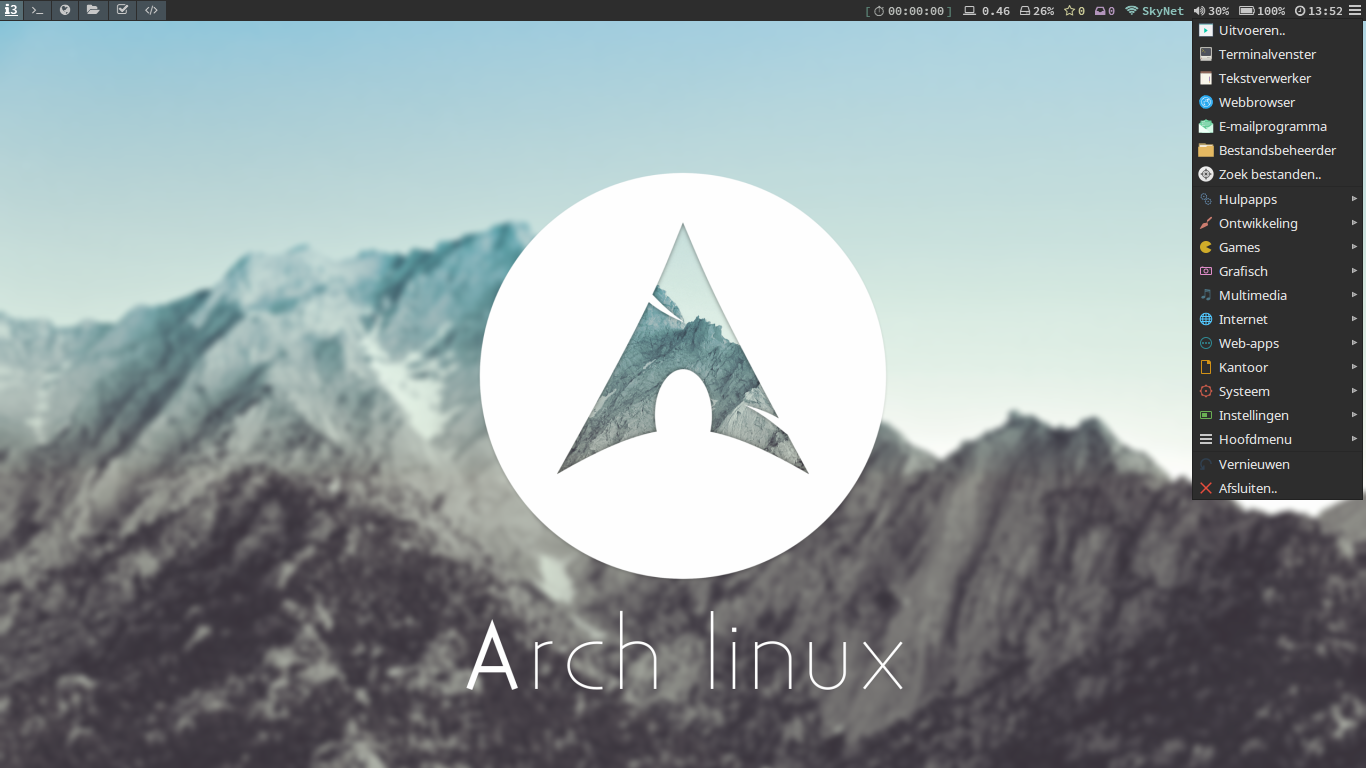 i3 >_ </>
[ 00:00:00 ] 0.46 26% 0 0 SkyNet 30% 100% 13:52
Uitvoeren..
Terminalvenster
Tekstverwerker
Webbrowser
E-mailprogramma
Bestandsbeheerder
Zoek bestanden..
Hulpapps
Ontwikkeling
Games
Grafisch
Multimedia
Internet
Web-apps
Kantoor
Systeem
Instellingen
Hoofdmenu
Vernieuwen
Afsluiten..
Arch linux